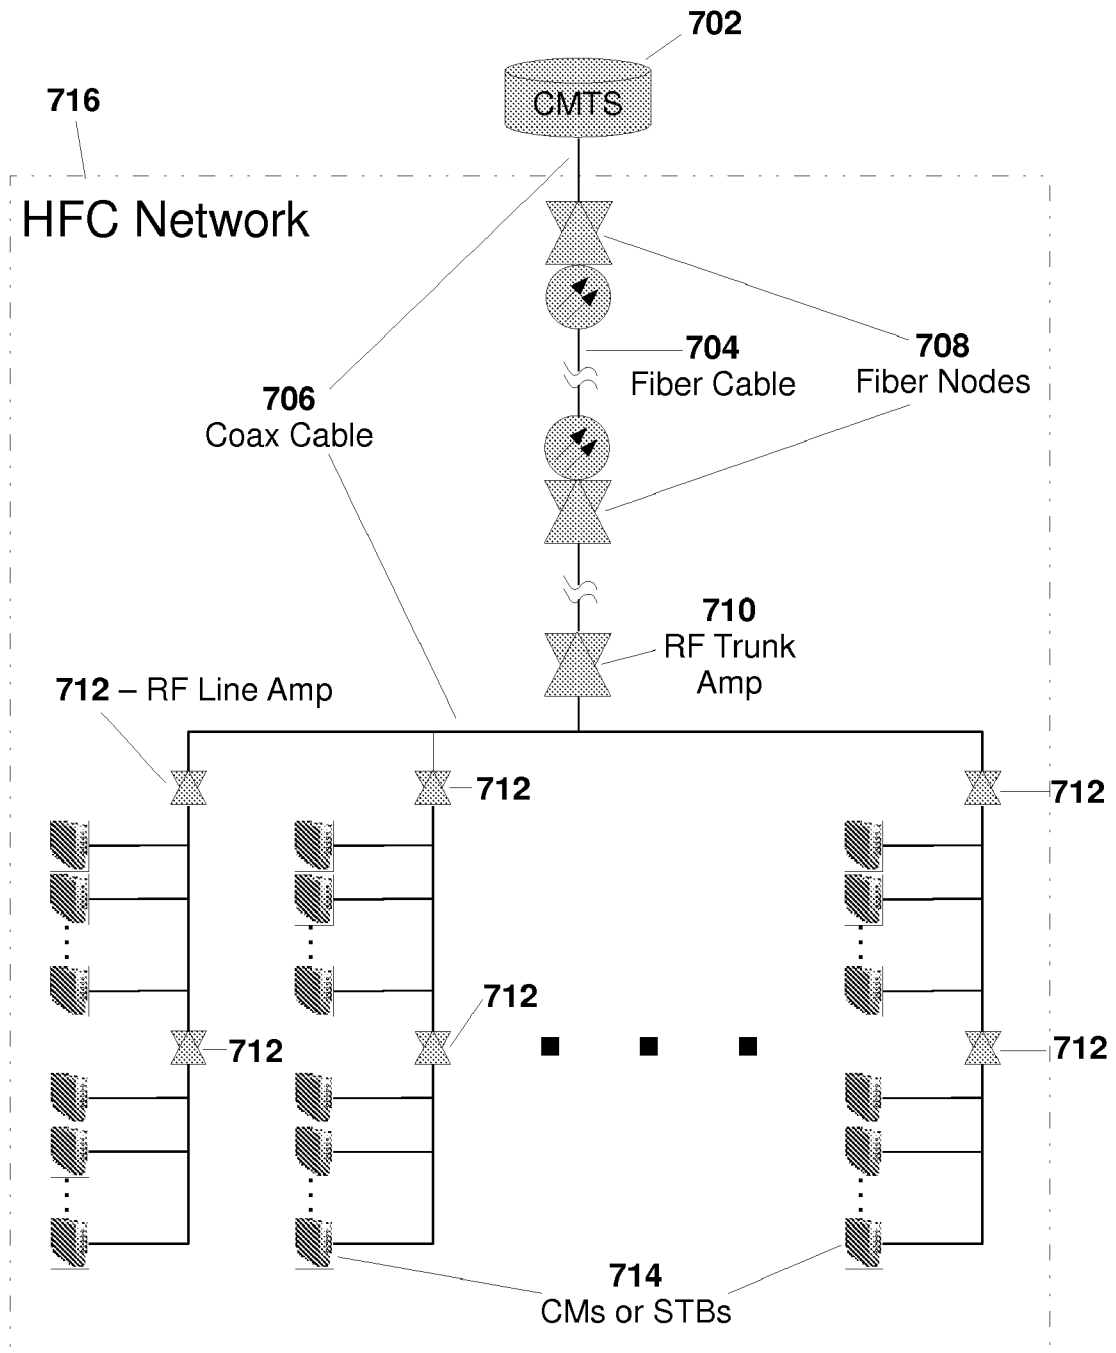 702
CMTS
716
HFC Network
704
Fiber Cable
708
Fiber Nodes
706
Coax Cable
710
RF Trunk
Amp
712 – RF Line Amp
712
712
712
712
712
714
CMs or STBs